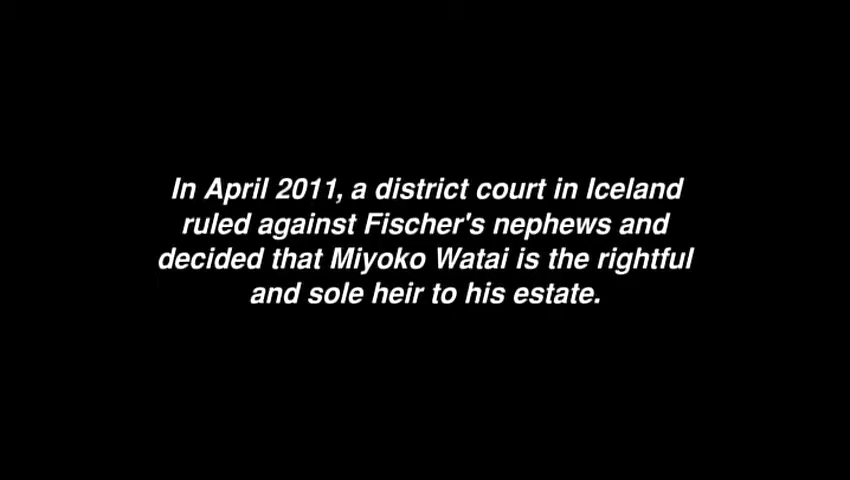 In April 2011, a district court in Iceland
ruled against Fischer's nephews and
decided that Miyoko Watai is the rightful
and sole heir to his estate.